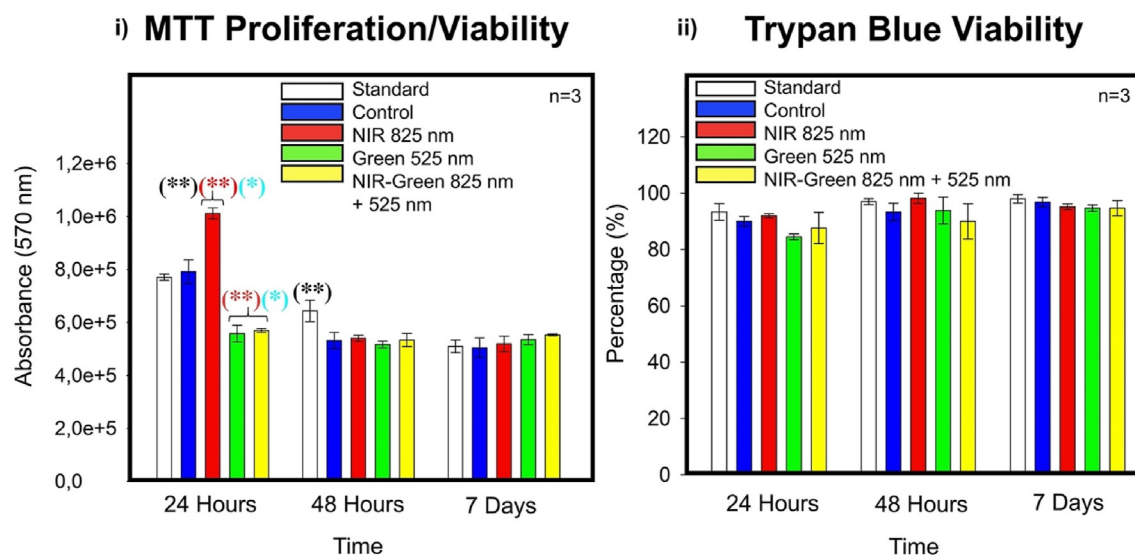 i) MTT Proliferation/Viability
Standard
Control
NIR 825 nm
Green 525 nm
NIR-Green 825 nm
+ 525 nm
n=3
Absorbance (570 nm)
1,2e+6
1,0e+6
8,0e+5
6,0e+5
4,0e+5
2,0e+5
0,0
(**) (**) (*)
(**) (*)
(**)
24 Hours
48 Hours
7 Days
Time
ii) Trypan Blue Viability
Standard
Control
NIR 825 nm
Green 525 nm
NIR-Green 825 nm + 525 nm
n=3
Percentage (%)
120
100
80
60
40
20
0
24 Hours
48 Hours
7 Days
Time